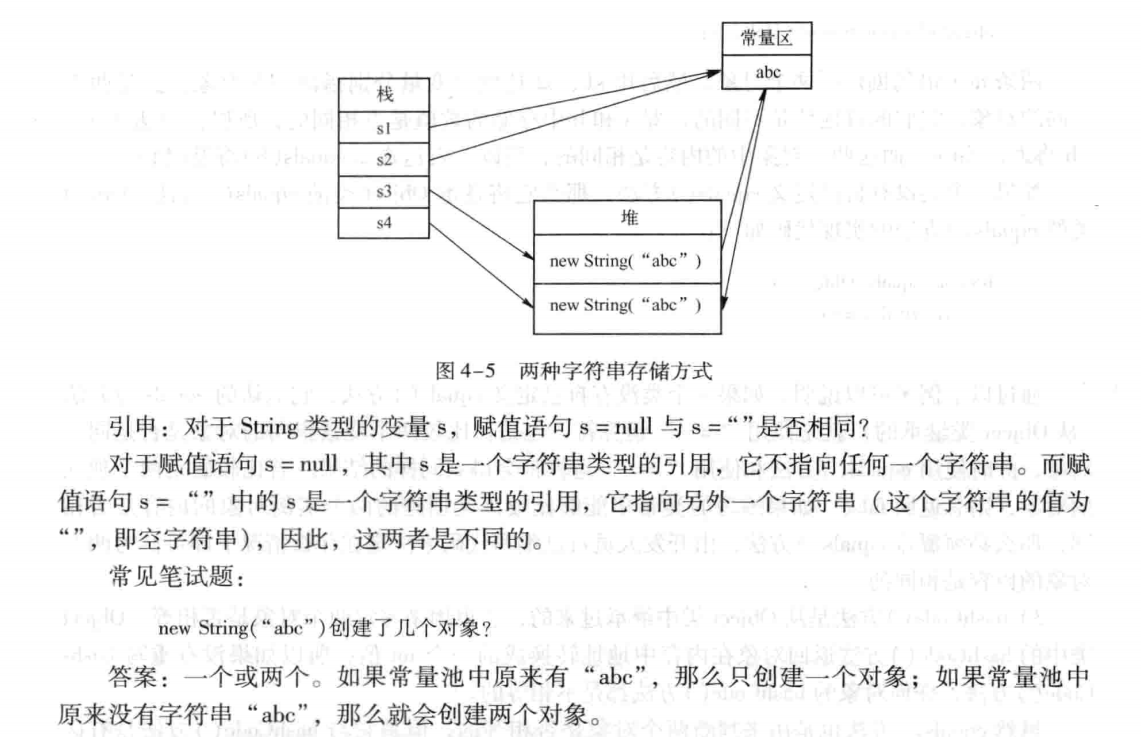 常量区
abc
栈
s1
s2
s3
s4
堆
new String(“abc”)
new String(“abc”)
图 4-5 两种字符串存储方式
引申：对于 String 类型的变量 s，赋值语句 s = null 与 s =“”是否相同？
对于赋值语句 s = null，其中 s 是一个字符串类型的引用，它不指向任何一个字符串。而赋
值语句 s = “” 中的 s 是一个字符串类型的引用，它指向另外一个字符串（这个字符串的值为
“”，即空字符串），因此，这两者是不同的。
常见笔试题：
new String(“abc”)创建了几个对象？
答案：一个或两个。如果常量池中原来有 “abc”，那么只创建一个对象；如果常量池中
原来没有字符串“abc”，那么就会创建两个对象。